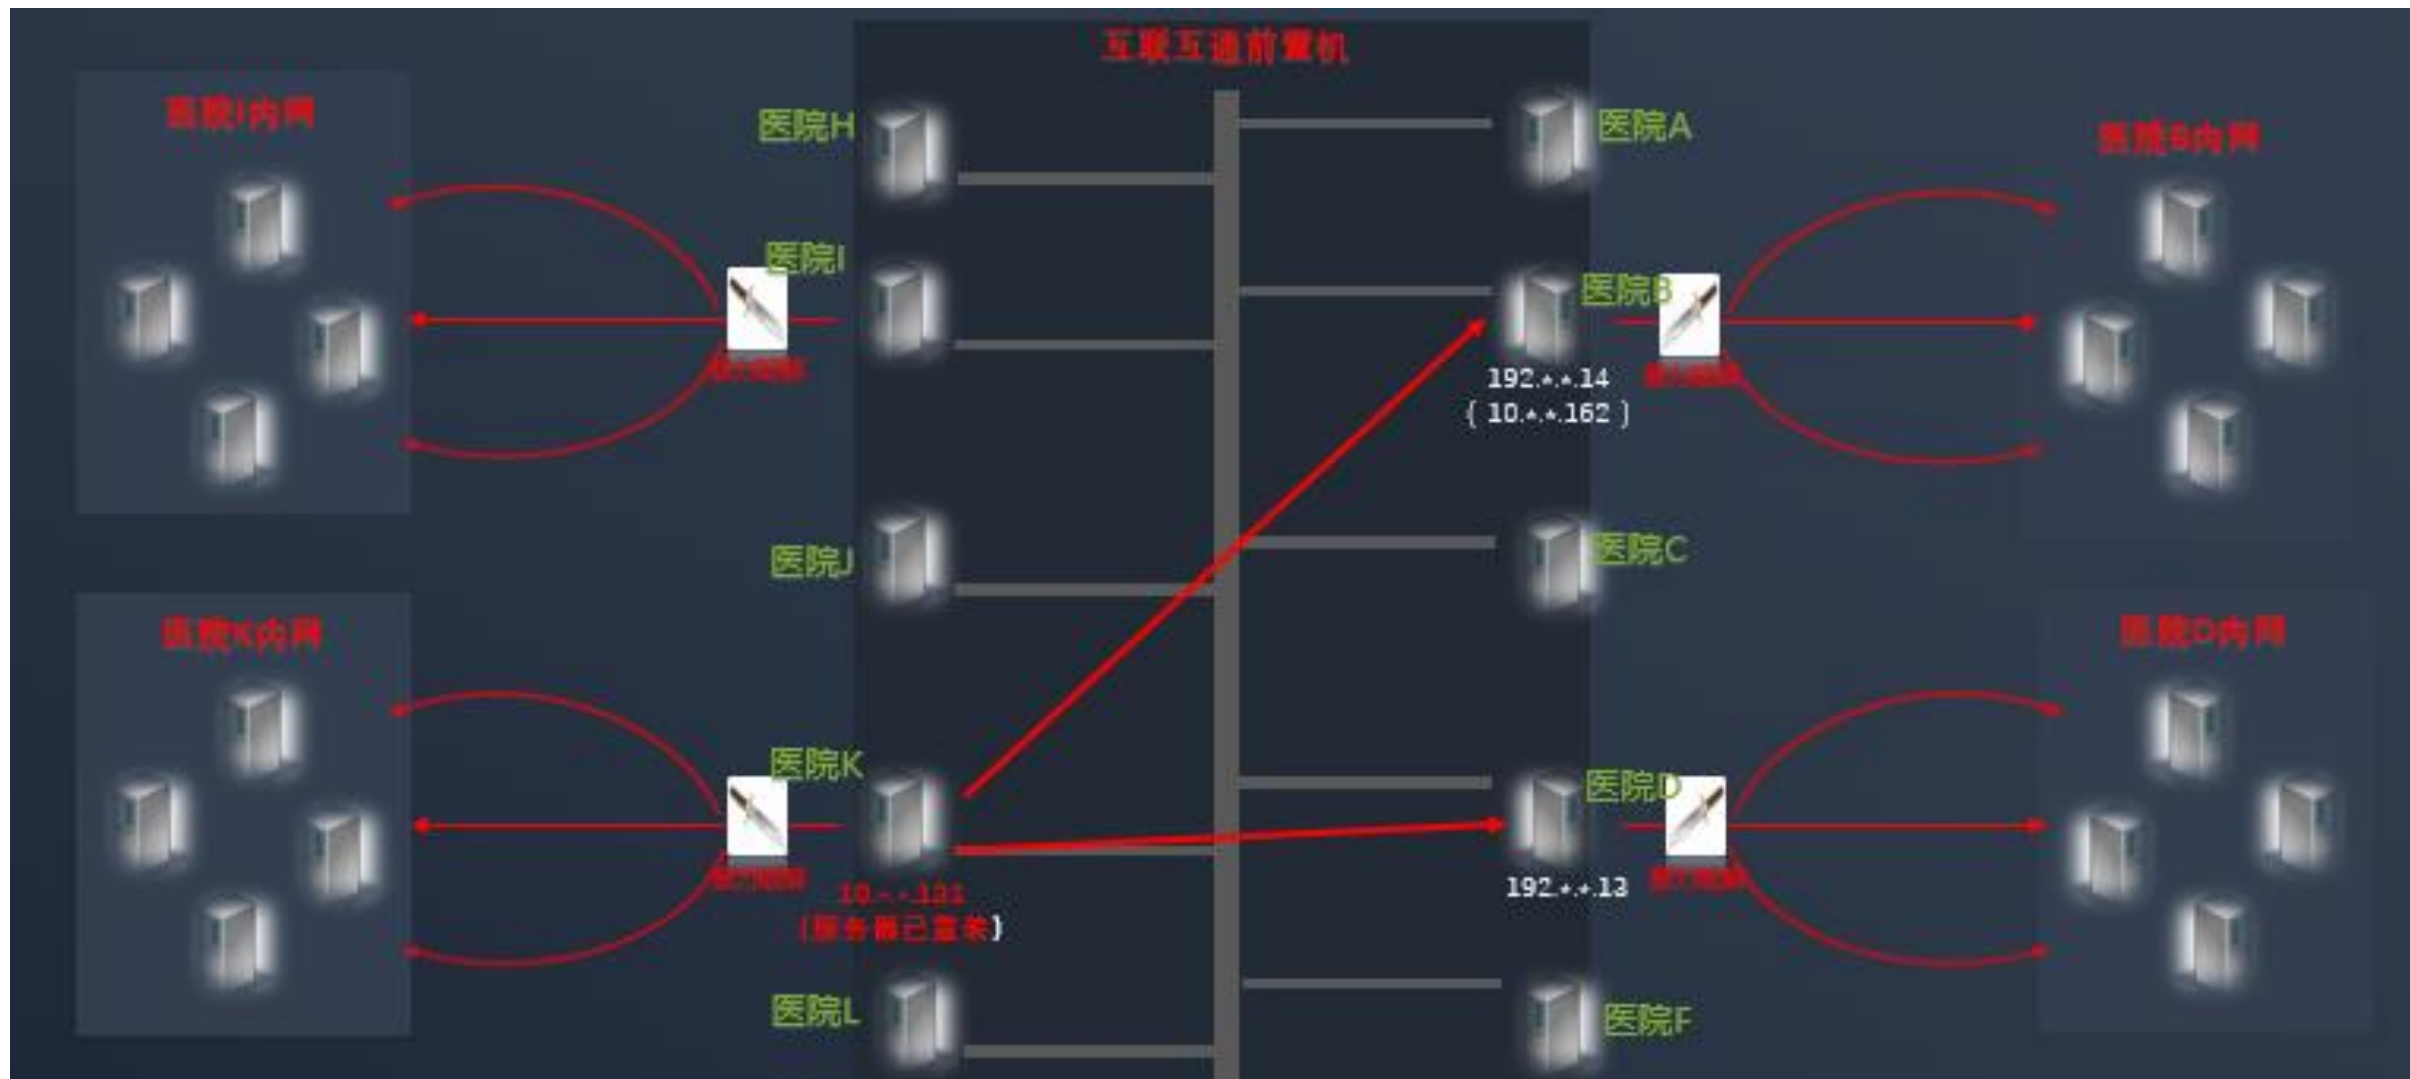 互联互通前置机
医院I内网
医院H
医院A
医院B内网
医院I
医院B
192.*.*.14
( 10.*.*.162 )
医院J
医院C
医院K内网
医院D内网
医院K
医院D
10.*.*.131
(服务器已重装)
192.*.*.13
医院L
医院F